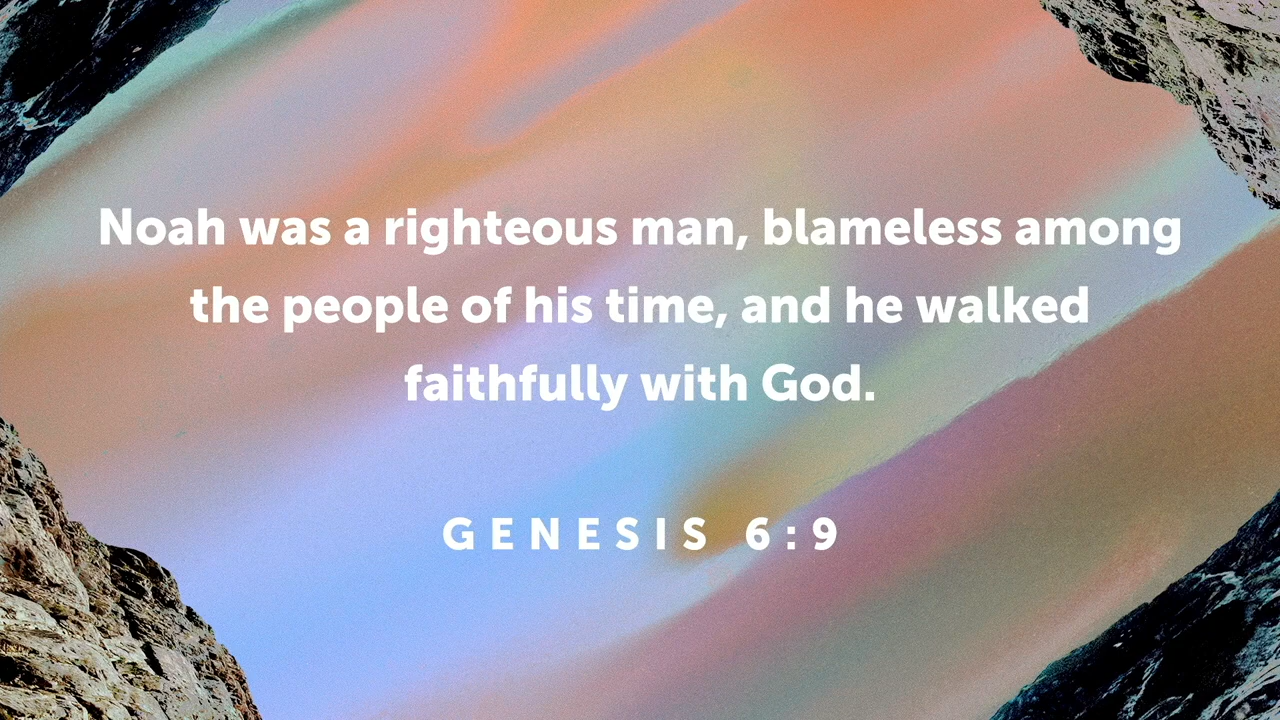 Noah was a righteous man, blameless among
the people of his time, and he walked
faithfully with God.
GENESIS 6:9